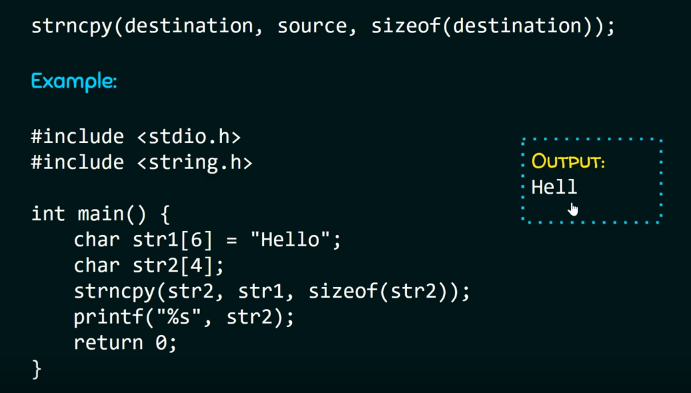 strncpy(destination, source, sizeof(destination));
Example:
#include <stdio.h>
#include <string.h>
int main() {
char str1[6] = "Hello";
char str2[4];
strncpy(str2, str1, sizeof(str2));
printf("%s", str2);
return 0;
}
OUTPUT:
Hell